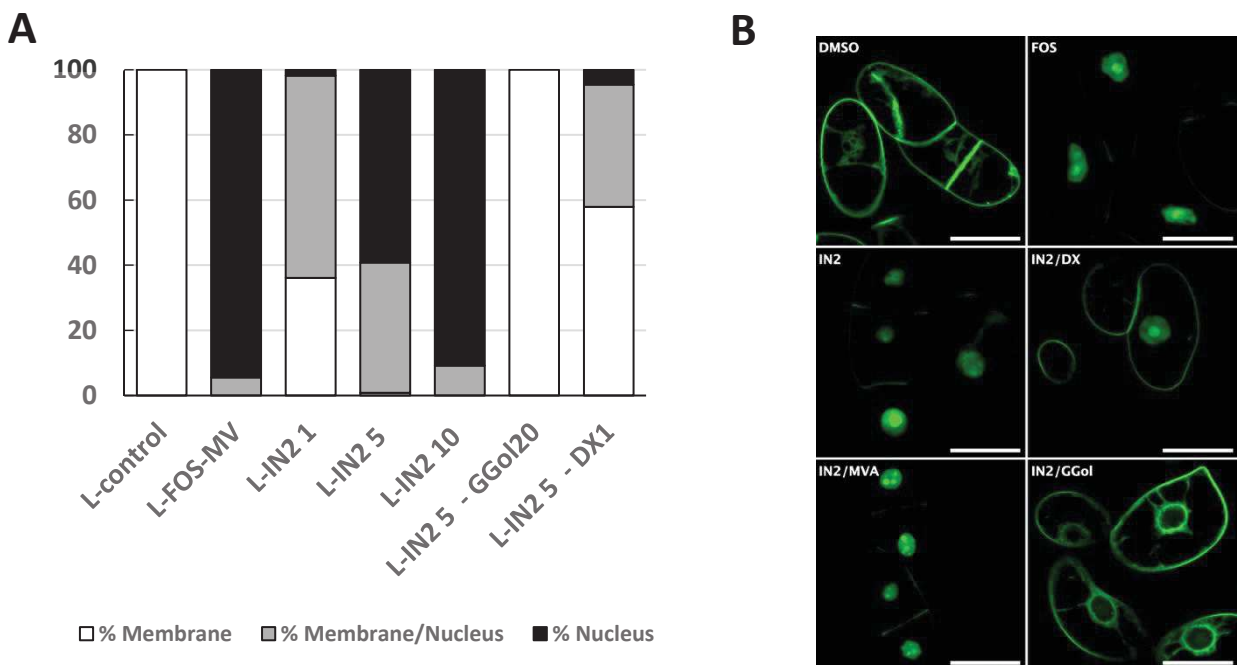 A
100
80
60
40
20
0
L-control
L-FOS-MV
L-IN2 1
L-IN2 5
L-IN2 10
L-IN2 5 - GGol20
L-IN2 5 - DX1
% Membrane % Membrane/Nucleus % Nucleus
B
DMSO FOS
IN2 IN2/DX
IN2/MVA IN2/GGol